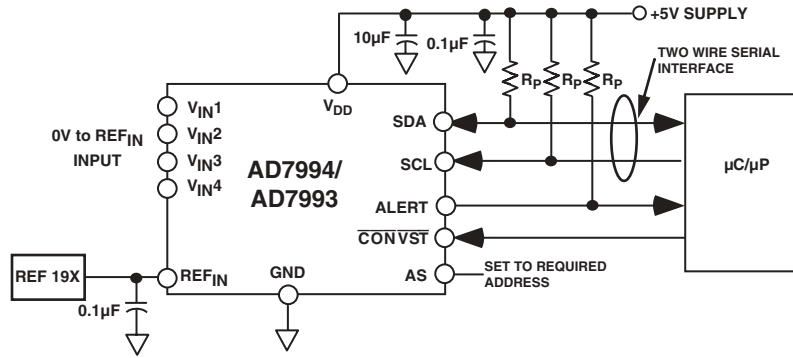 +5V SUPPLY
10µF
0.1µF
TWO WIRE SERIAL
INTERFACE
RP RP RP
VDD
VIN1
VIN2
VIN3
VIN4
0V to REFIN
INPUT
AD7994/
AD7993
SDA
SCL
ALERT
CONVST
AS
µC/µP
SET TO REQUIRED
ADDRESS
REF 19X
REFIN
GND
0.1µF